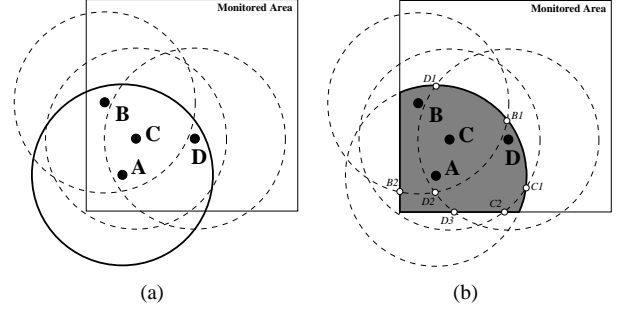 Monitored Area
B
C
D
A
(a)
Monitored Area
D1
B
B1
C
D
A
B2
D2
C1
D3
C2
(b)